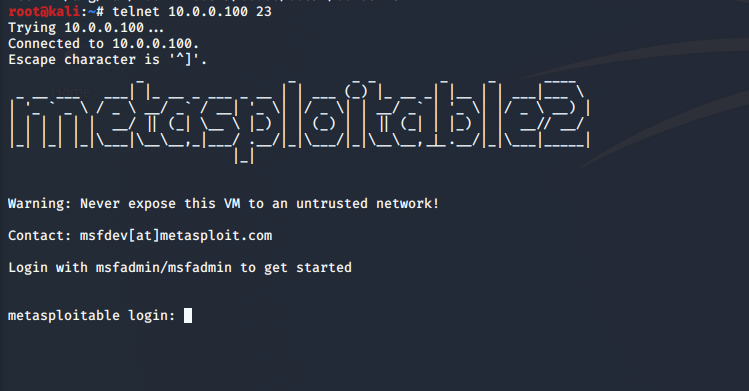 root@kali:~# telnet 10.0.0.100 23
Trying 10.0.0.100...
Connected to 10.0.0.100.
Escape character is '^]'.
metasploitable2
Warning: Never expose this VM to an untrusted network!
Contact: msfdev[at]metasploit.com
Login with msfadmin/msfadmin to get started
metasploitable login: